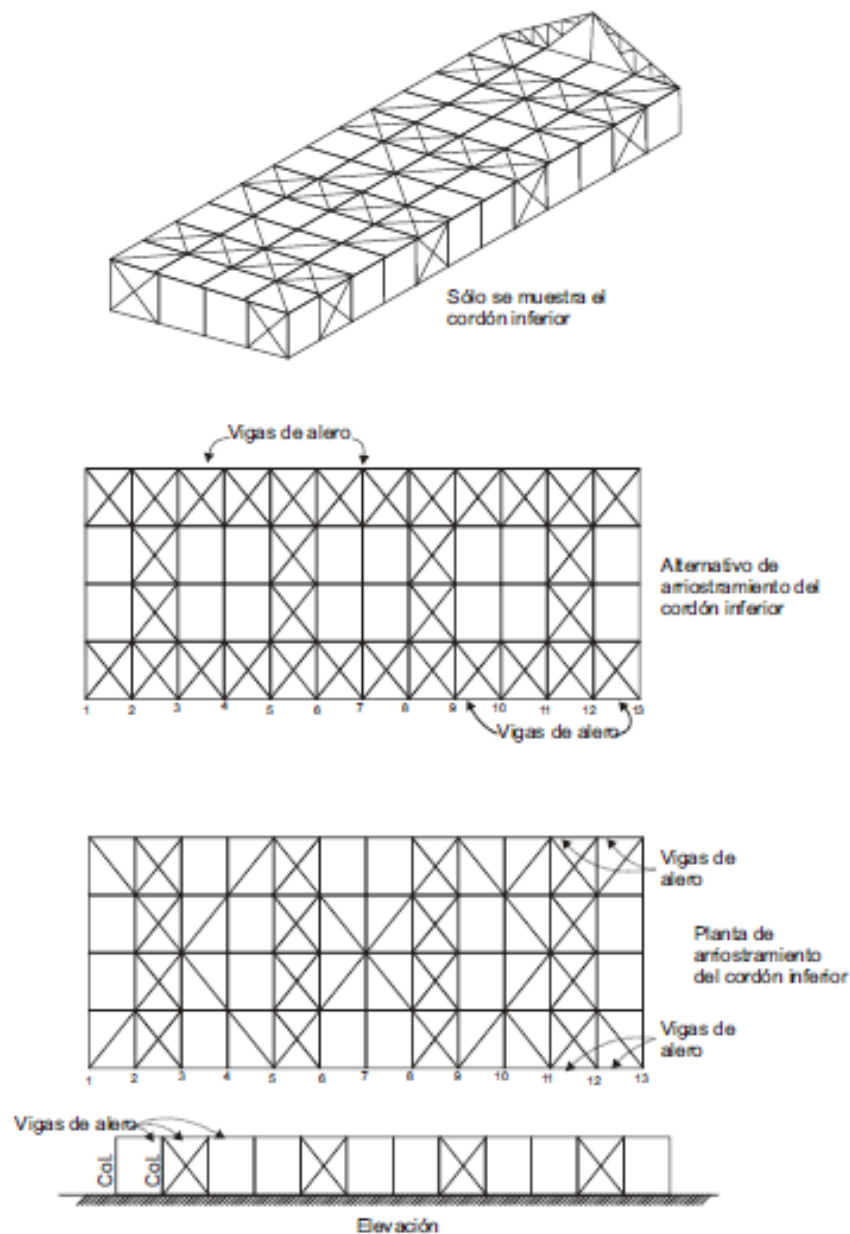 Sólo se muestra el
cordón inferior
Vigas de alero
Alternativo de
arriostramiento del
cordón inferior
1 2 3 4 5 6 7 8 9 10 11 12 13
Vigas de alero
Vigas de
alero
Planta de
arriostramiento
del cordón inferior
Vigas de
alero
1 2 3 4 5 6 7 8 9 10 11 12 13
Vigas de alero
Col.
Col.
Elevación